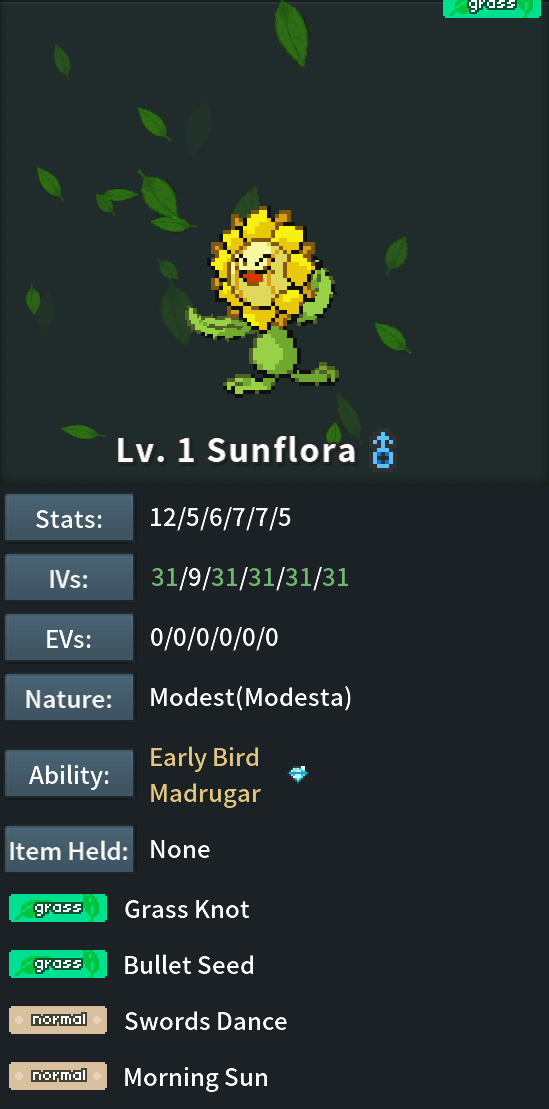 grass
Lv. 1 Sunflora
Stats: 12/5/6/7/7/5
IVs: 31/9/31/31/31/31
EVs: 0/0/0/0/0/0
Nature: Modest(Modesta)
Ability: Early Bird
Madrugar
Item Held: None
grass Grass Knot
grass Bullet Seed
normal Swords Dance
normal Morning Sun